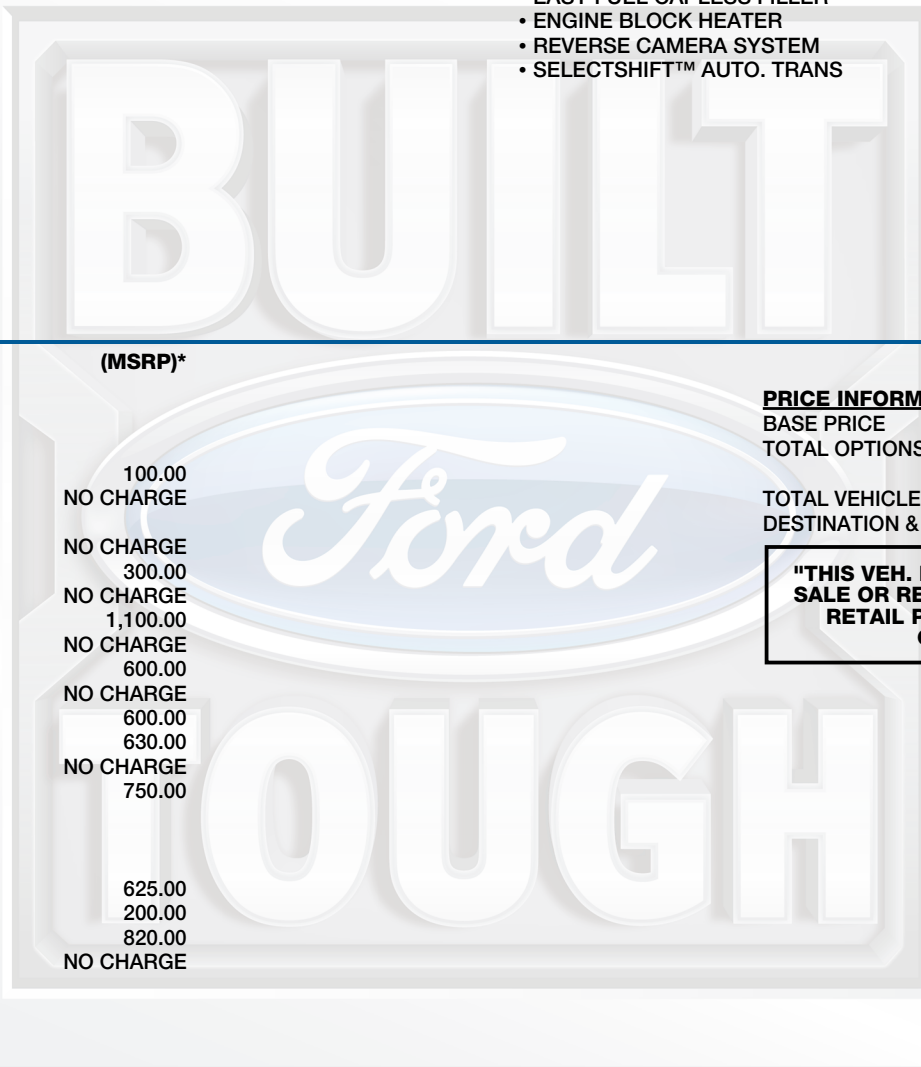 • ENGINE BLOCK HEATER
• REVERSE CAMERA SYSTEM
• SELECTSHIFT™ AUTO. TRANS
BUILT
(MSRP)*
PRICE INFORM
BASE PRICE
TOTAL OPTIONS
100.00
NO CHARGE
TOTAL VEHICLE
DESTINATION &
NO CHARGE
300.00
NO CHARGE
1,100.00
NO CHARGE
600.00
NO CHARGE
600.00
630.00
NO CHARGE
750.00
625.00
200.00
820.00
NO CHARGE
"THIS VEH.
SALE OR RE
RETAIL
Ford
TOUGH